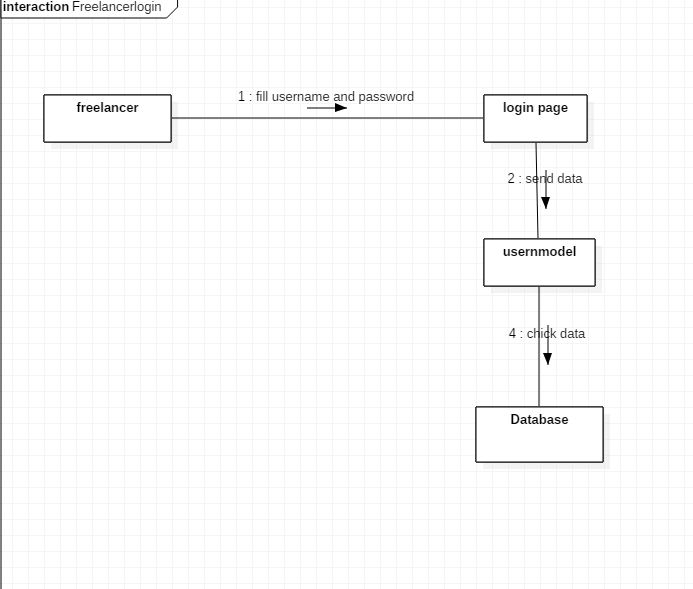 interaction Freelancerlogin
1 : fill username and password
freelancer
login page
2 : send data
usernmodel
4 : chick data
Database